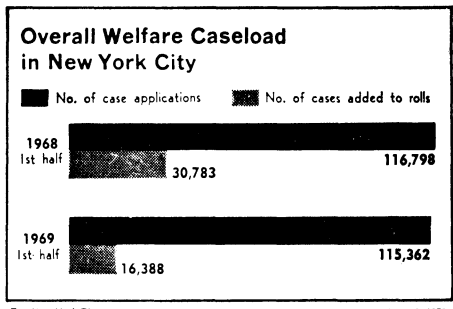 Overall Welfare Caseload
in New York City
No. of case applications
No. of cases added to rolls
1968
1st half
116,798
30,783
1969
1st half
115,362
16,388